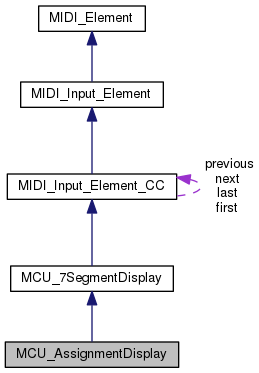 MIDI_Element
MIDI_Input_Element
previous
next
last
first
MIDI_Input_Element_CC
MCU_7SegmentDisplay
MCU_AssignmentDisplay